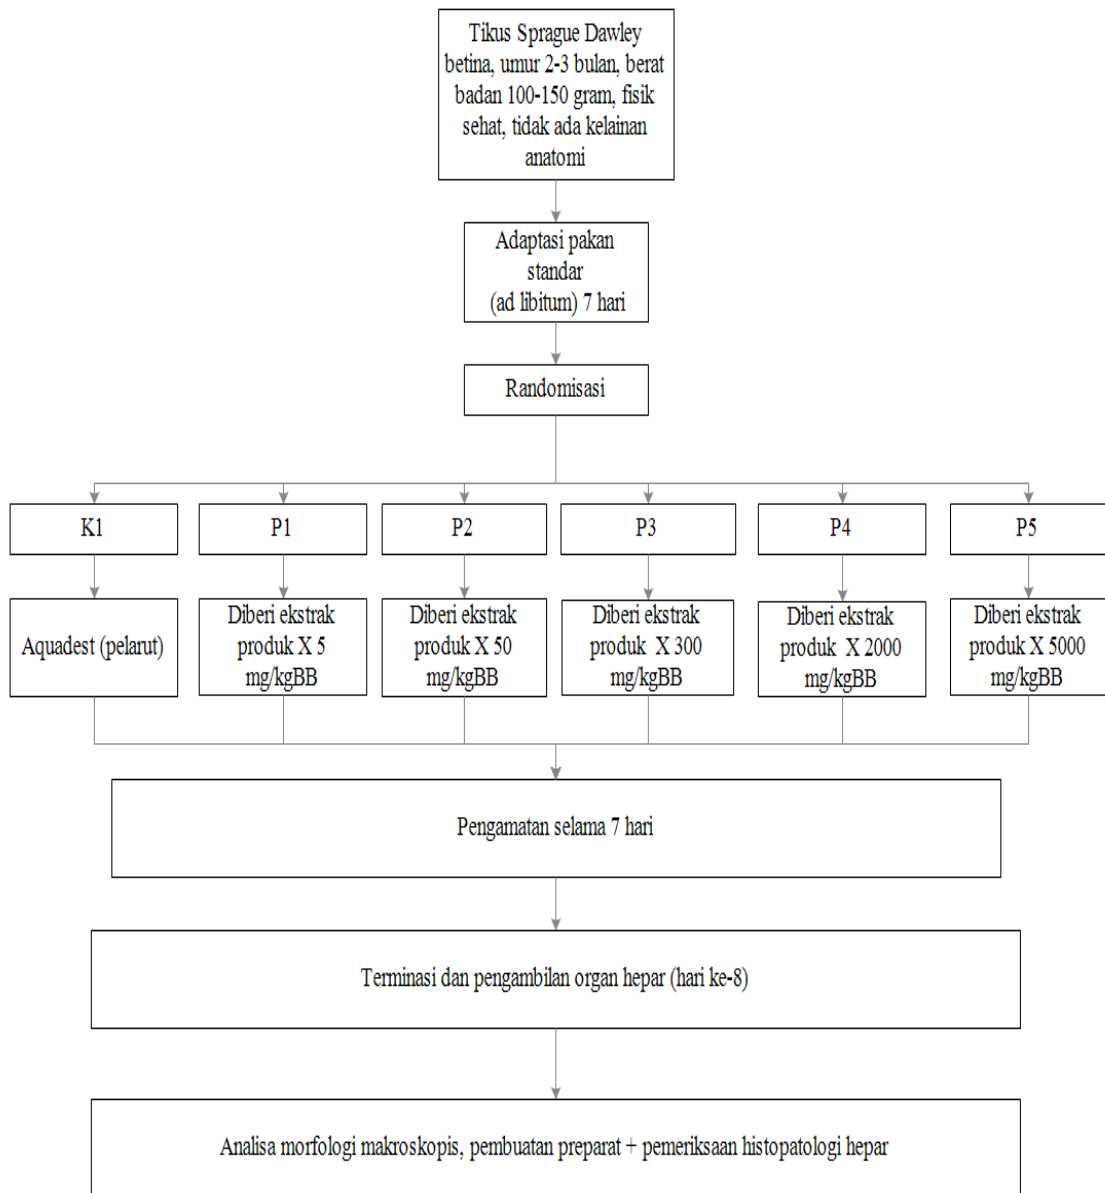 Tikus Sprague Dawley
betina, umur 2-3 bulan, berat
badan 100-150 gram, fisik
sehat, tidak ada kelainan
anatomi
Adaptasi pakan
standar
(ad libitum) 7 hari
Randomisasi
K1
P1
P2
P3
P4
P5
Aquadest (pelarut)
Diberi ekstrak
produk X 5
mg/kgBB
Diberi ekstrak
produk X 50
mg/kgBB
Diberi ekstrak
produk X 300
mg/kgBB
Diberi ekstrak
produk X 2000
mg/kgBB
Diberi ekstrak
produk X 5000
mg/kgBB
Pengamatan selama 7 hari
Terminasi dan pengambilan organ hepar (hari ke-8)
Analisa morfologi makroskopis, pembuatan preparat + pemeriksaan histopatologi hepar